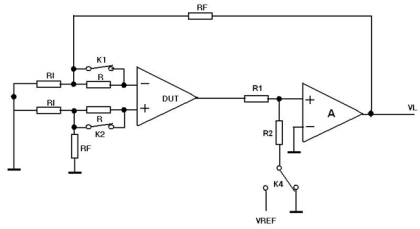 RF
K1
RI
R
−
DUT
R1
+
A
VL
RI
R
+
K2
R2
−
RF
K4
VREF